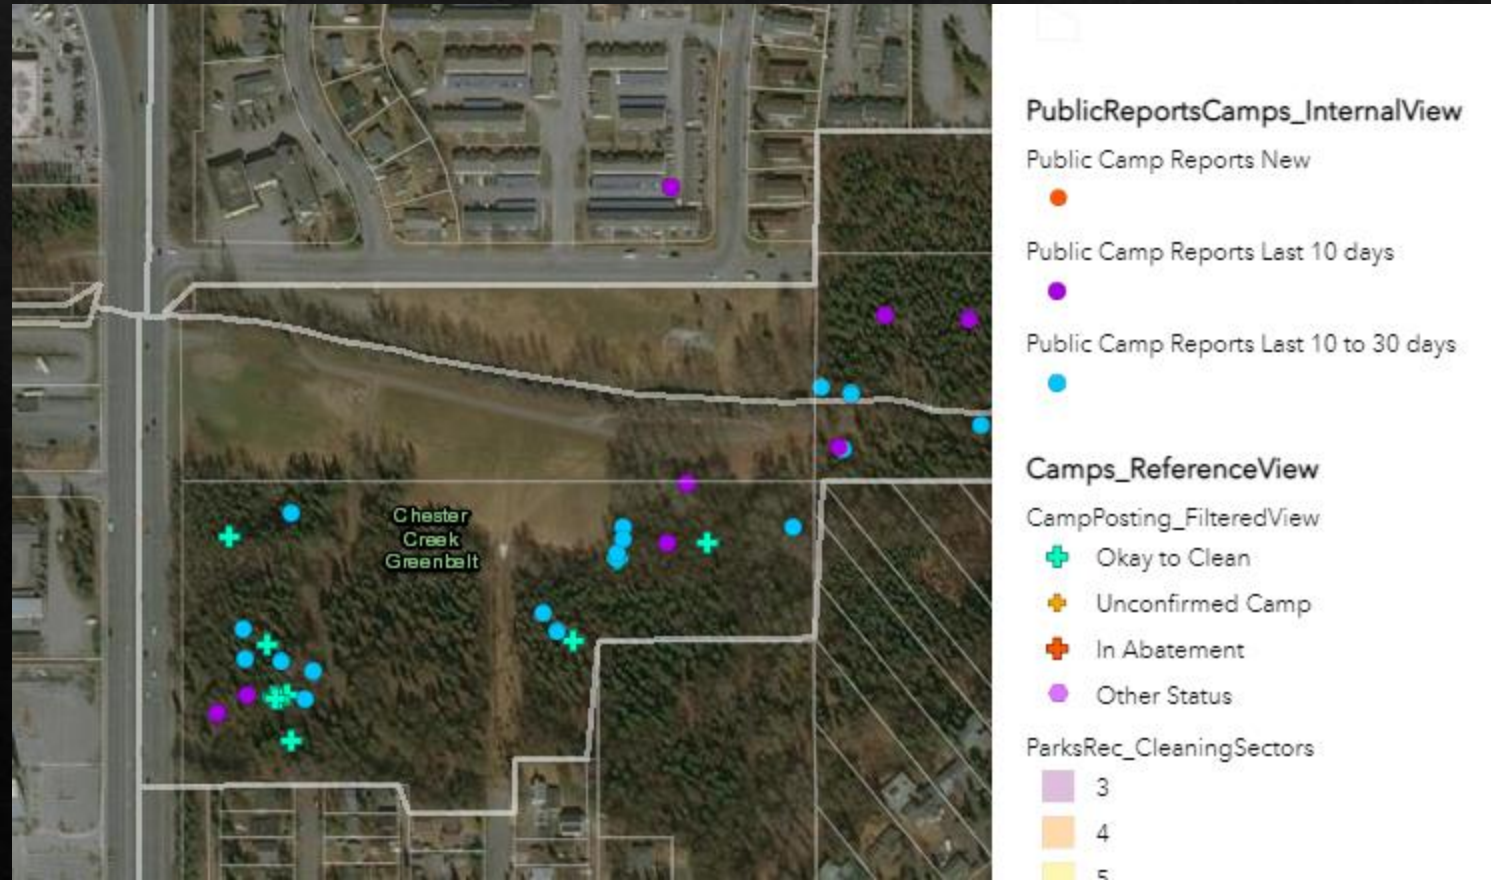 Chester
Creek
Greenbelt
PublicReportsCamps_InternalView
Public Camp Reports New
Public Camp Reports Last 10 days
Public Camp Reports Last 10 to 30 days
Camps_ReferenceView
CampPosting_FilteredView
Okay to Clean
Unconfirmed Camp
In Abatement
Other Status
ParksRec_CleaningSectors
3
4
5